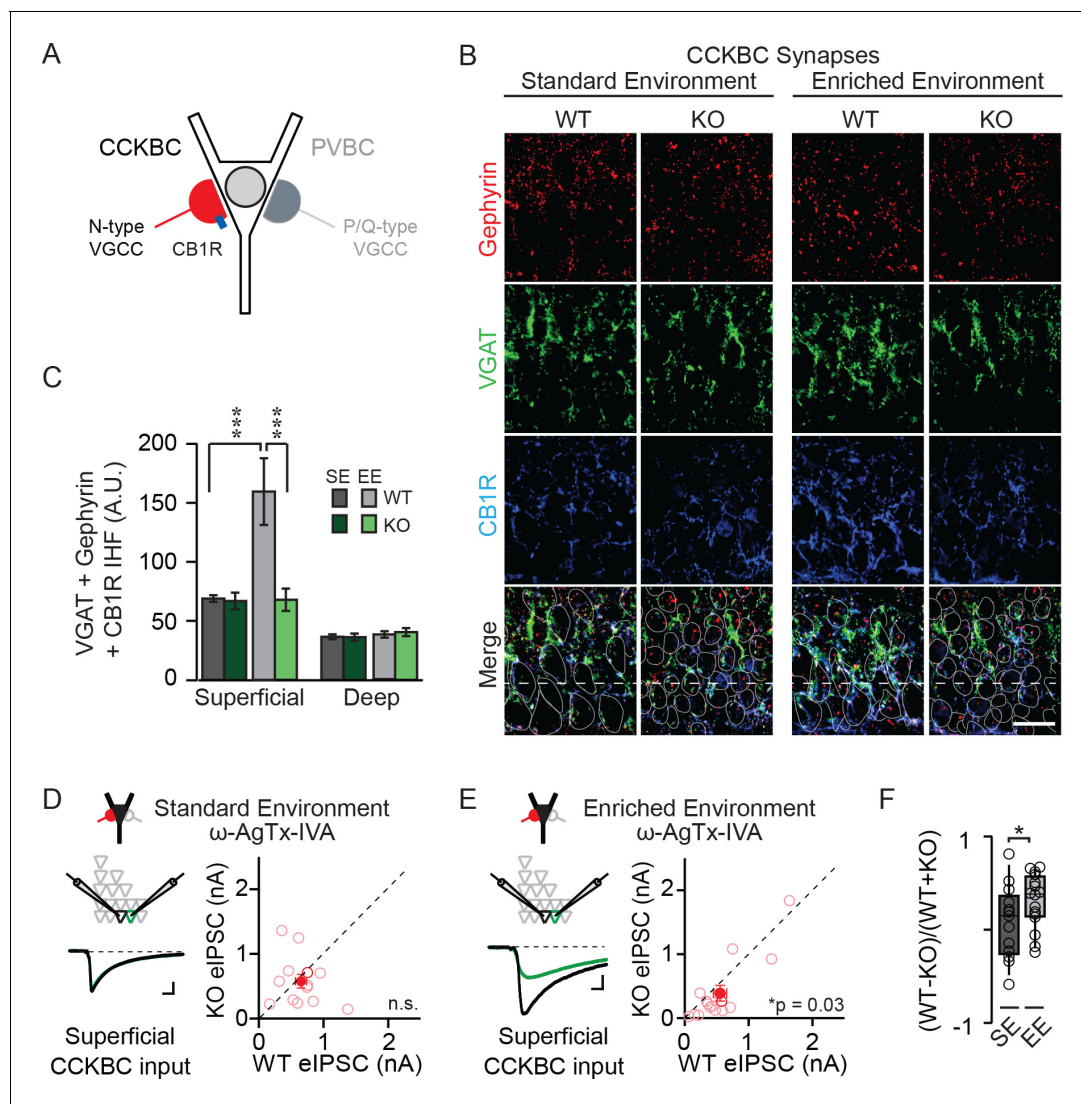 A
CCKBC
PVBC
N-type
VGCC
CB1R
P/Q-type
VGCC
B
CCKBC Synapses
Standard Environment
Enriched Environment
WT
KO
WT
KO
Gephyrin
VGAT
CB1R
Merge
C
VGAT + Gephyrin
+ CB1R IHF (A.U.)
200
150
100
50
0
***
***
SE EE
WT
KO
Superficial
Deep
D
Standard Environment
ω-AgTx-IVA
KO eIPSC (nA)
2
1
0
0
1
2
n.s.
WT eIPSC (nA)
Superficial
CCKBC input
E
Enriched Environment
ω-AgTx-IVA
KO eIPSC (nA)
2
1
0
0
1
2
*p = 0.03
WT eIPSC (nA)
Superficial
CCKBC input
F
(WT-KO)/(WT+KO)
1
-1
*
SE
EE